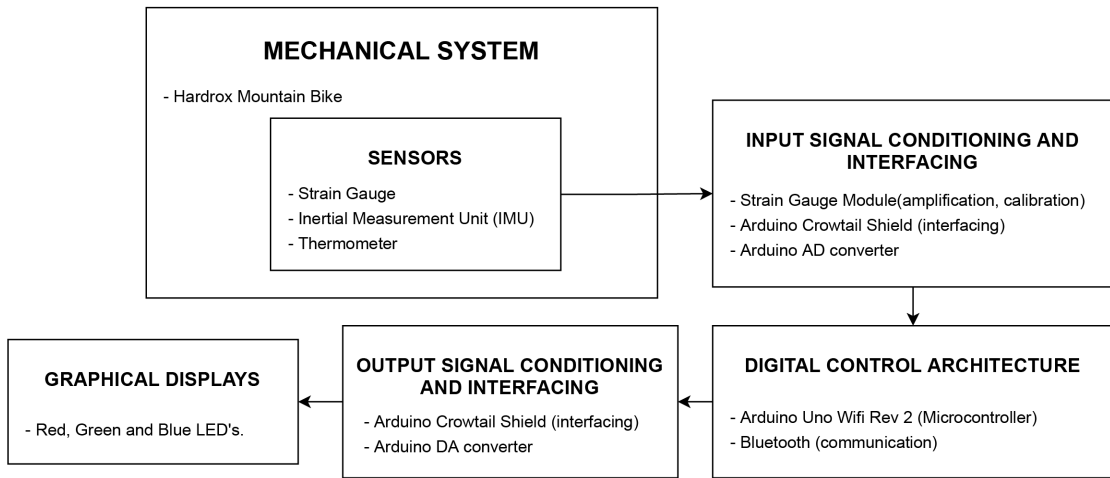 MECHANICAL SYSTEM
- Hardrox Mountain Bike
SENSORS
- Strain Gauge
- Inertial Measurement Unit (IMU)
- Thermometer
INPUT SIGNAL CONDITIONING AND
INTERFACING
- Strain Gauge Module(amplification, calibration)
- Arduino Crowtail Shield (interfacing)
- Arduino AD converter
DIGITAL CONTROL ARCHITECTURE
- Arduino Uno Wifi Rev 2 (Microcontroller)
- Bluetooth (communication)
OUTPUT SIGNAL CONDITIONING
AND INTERFACING
- Arduino Crowtail Shield (interfacing)
- Arduino DA converter
GRAPHICAL DISPLAYS
- Red, Green and Blue LED's.